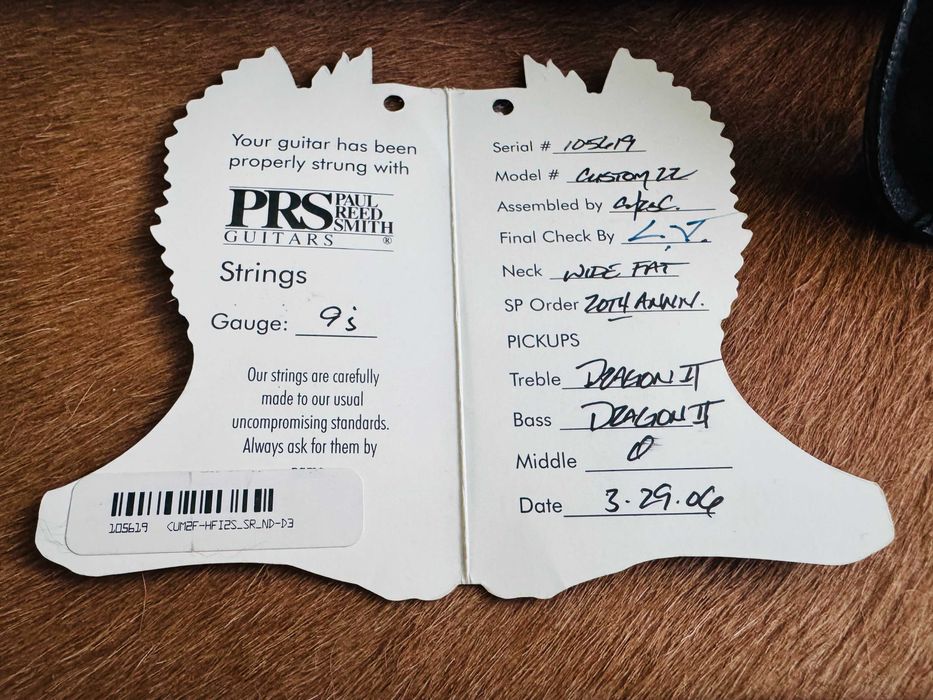 Your guitar has been
properly strung with
PRS PAUL
REED
SMITH
GUITARS ®
Strings
Gauge: 9's
Our strings are carefully
made to our usual
uncompromising standards.
Always ask for them by
105619 CUM2F-HFI2S_SR_ND-D3
Serial # 105619
Model # CUSTOM 22
Assembled by
Final Check By L.J.
Neck WIDE FAT
SP Order 20TH ANNIV.
PICKUPS
Treble DRAGON II
Bass DRAGON II
Middle 0
Date 3.29.06